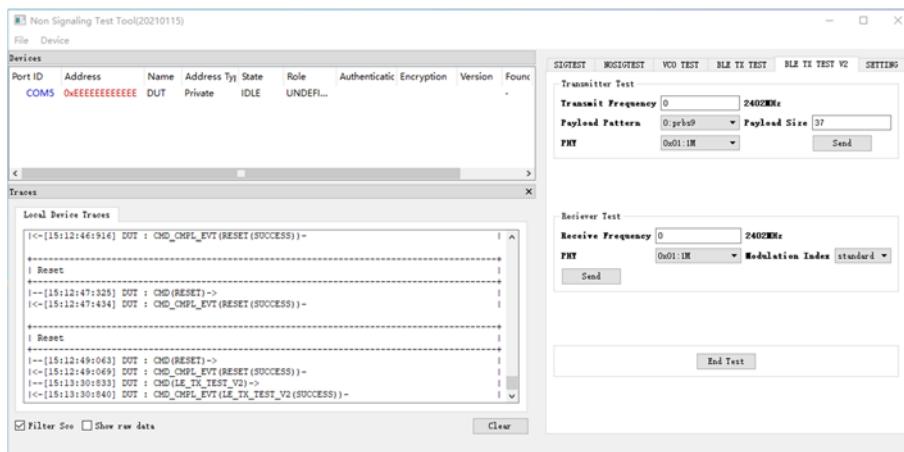 Non Signaling Test Tool(20210115)
File Device
Devices
Port ID Address Name Address Ty State Role Authenticatic Encryption Version Found
COM5 0xEEEEEEEEEEEE DUT Private IDLE UNDEFI... -
Traces
Local Device Traces
|<-[15:12:46:916] DUT : CMD_CMPL_EVT(RESET(SUCCESS))-
| Reset
|--[15:12:47:325] DUT : CMD(RESET)->
|<-[15:12:47:434] DUT : CMD_CMPL_EVT(RESET(SUCCESS))-
| Reset
|--[15:12:49:063] DUT : CMD(RESET)->
|<-[15:12:49:069] DUT : CMD_CMPL_EVT(RESET(SUCCESS))-
|--[15:13:30:833] DUT : CMD(LE_TX_TEST_V2)->
|<-[15:13:30:840] DUT : CMD_CMPL_EVT(LE_TX_TEST_V2(SUCCESS))-
Filter Sco Show raw data Clear
SIGTEST NOSIGTEST VCO TEST BLE TX TEST BLE TX TEST V2 SETTING
Transmitter Test
Transmit Frequency 0 2402MHz
Payload Pattern 0:prbs9 Payload Size 37
PHY 0x01:1M Send
Reciever Test
Receive Frequency 0 2402MHz
PHY 0x01:1M Modulation Index standard
Send
End Test